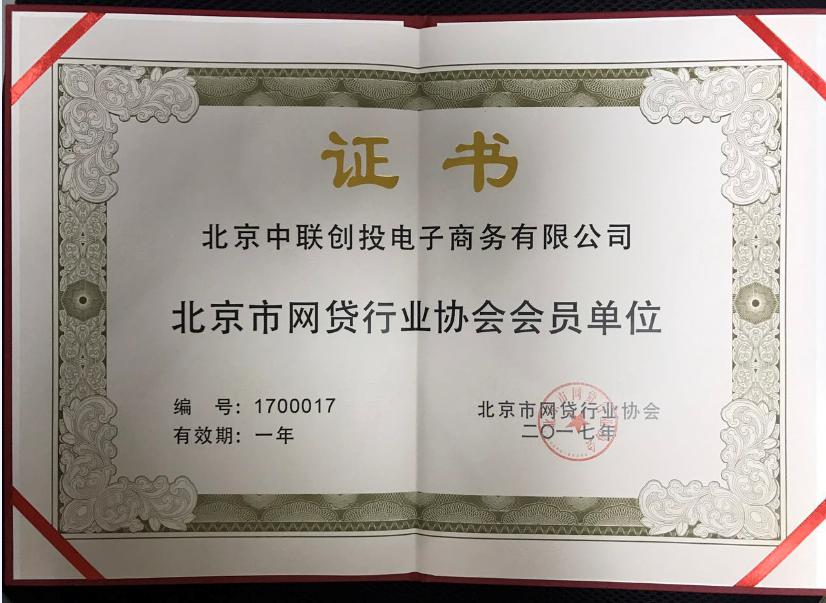 证书
北京中联创投电子商务有限公司
北京市网贷行业协会会员单位
编 号: 1700017
有效期: 一年
北京市网贷行业协会
二〇一七年